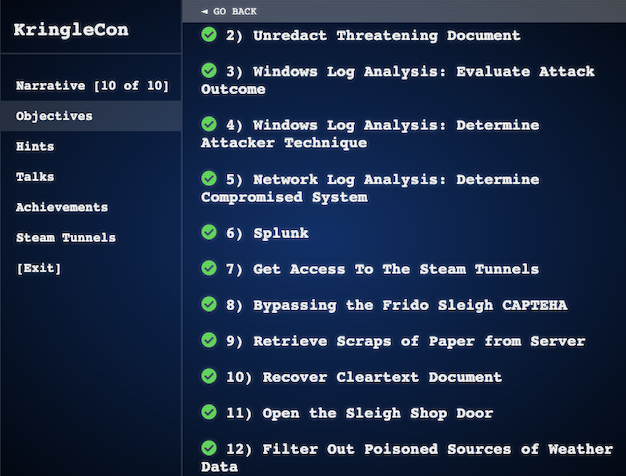 ◄ GO BACK
KringleCon
Narrative [10 of 10]
Objectives
Hints
Talks
Achievements
Steam Tunnels
[Exit]
2) Unredact Threatening Document
3) Windows Log Analysis: Evaluate Attack
Outcome
4) Windows Log Analysis: Determine
Attacker Technique
5) Network Log Analysis: Determine
Compromised System
6) Splunk
7) Get Access To The Steam Tunnels
8) Bypassing the Frido Sleigh CAPTEHA
9) Retrieve Scraps of Paper from Server
10) Recover Cleartext Document
11) Open the Sleigh Shop Door
12) Filter Out Poisoned Sources of Weather
Data